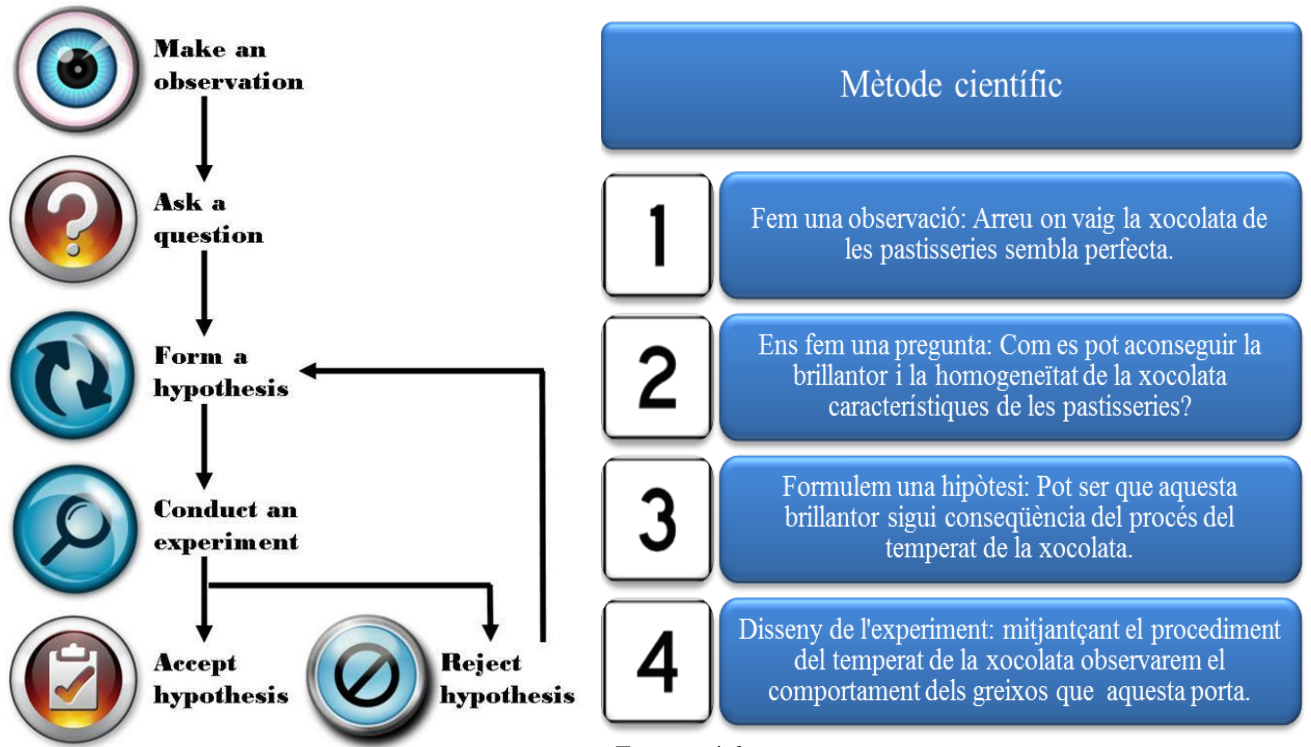 Make an
observation
Ask a
question
Form a
hypothesis
Conduct an
experiment
Accept
hypothesis
Reject
hypothesis
Mètode científic
1
Fem una observació: Arreu on vaig la xocolata de
les pastisseries sembla perfecta.
2
Ens fem una pregunta: Com es pot aconseguir la
brillantor i la homogeneïtat de la xocolata
característiques de les pastisseries?
3
Formulem una hipòtesi: Pot ser que aquesta
brillantor sigui conseqüència del procés del
temperat de la xocolata.
4
Disseny de l'experiment: mitjantçant el procediment
del temperat de la xocolata observarem el
comportament dels greixos que aquesta porta.